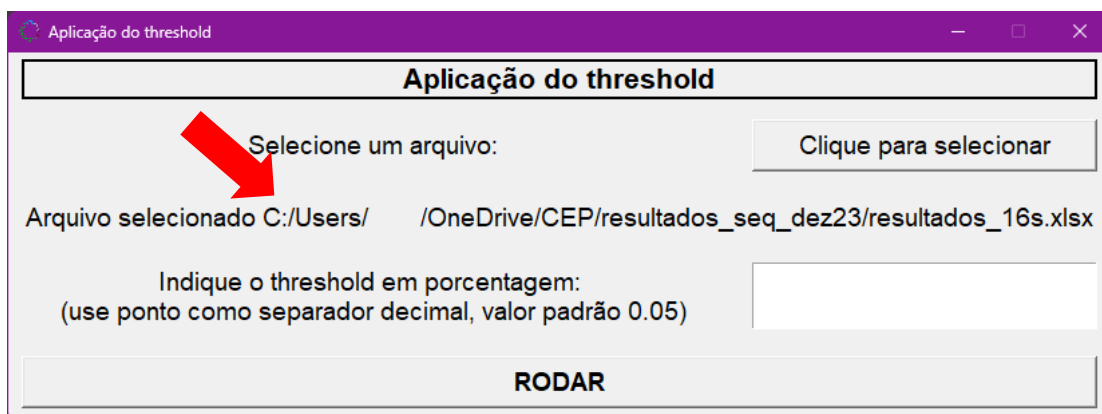 Aplicação do threshold
Aplicação do threshold
Selecione um arquivo:
Clique para selecionar
Arquivo selecionado C:/Users/ /OneDrive/CEP/resultados_seq_dez23/resultados_16s.xlsx
Indique o threshold em porcentagem:
(use ponto como separador decimal, valor padrão 0.05)
RODAR